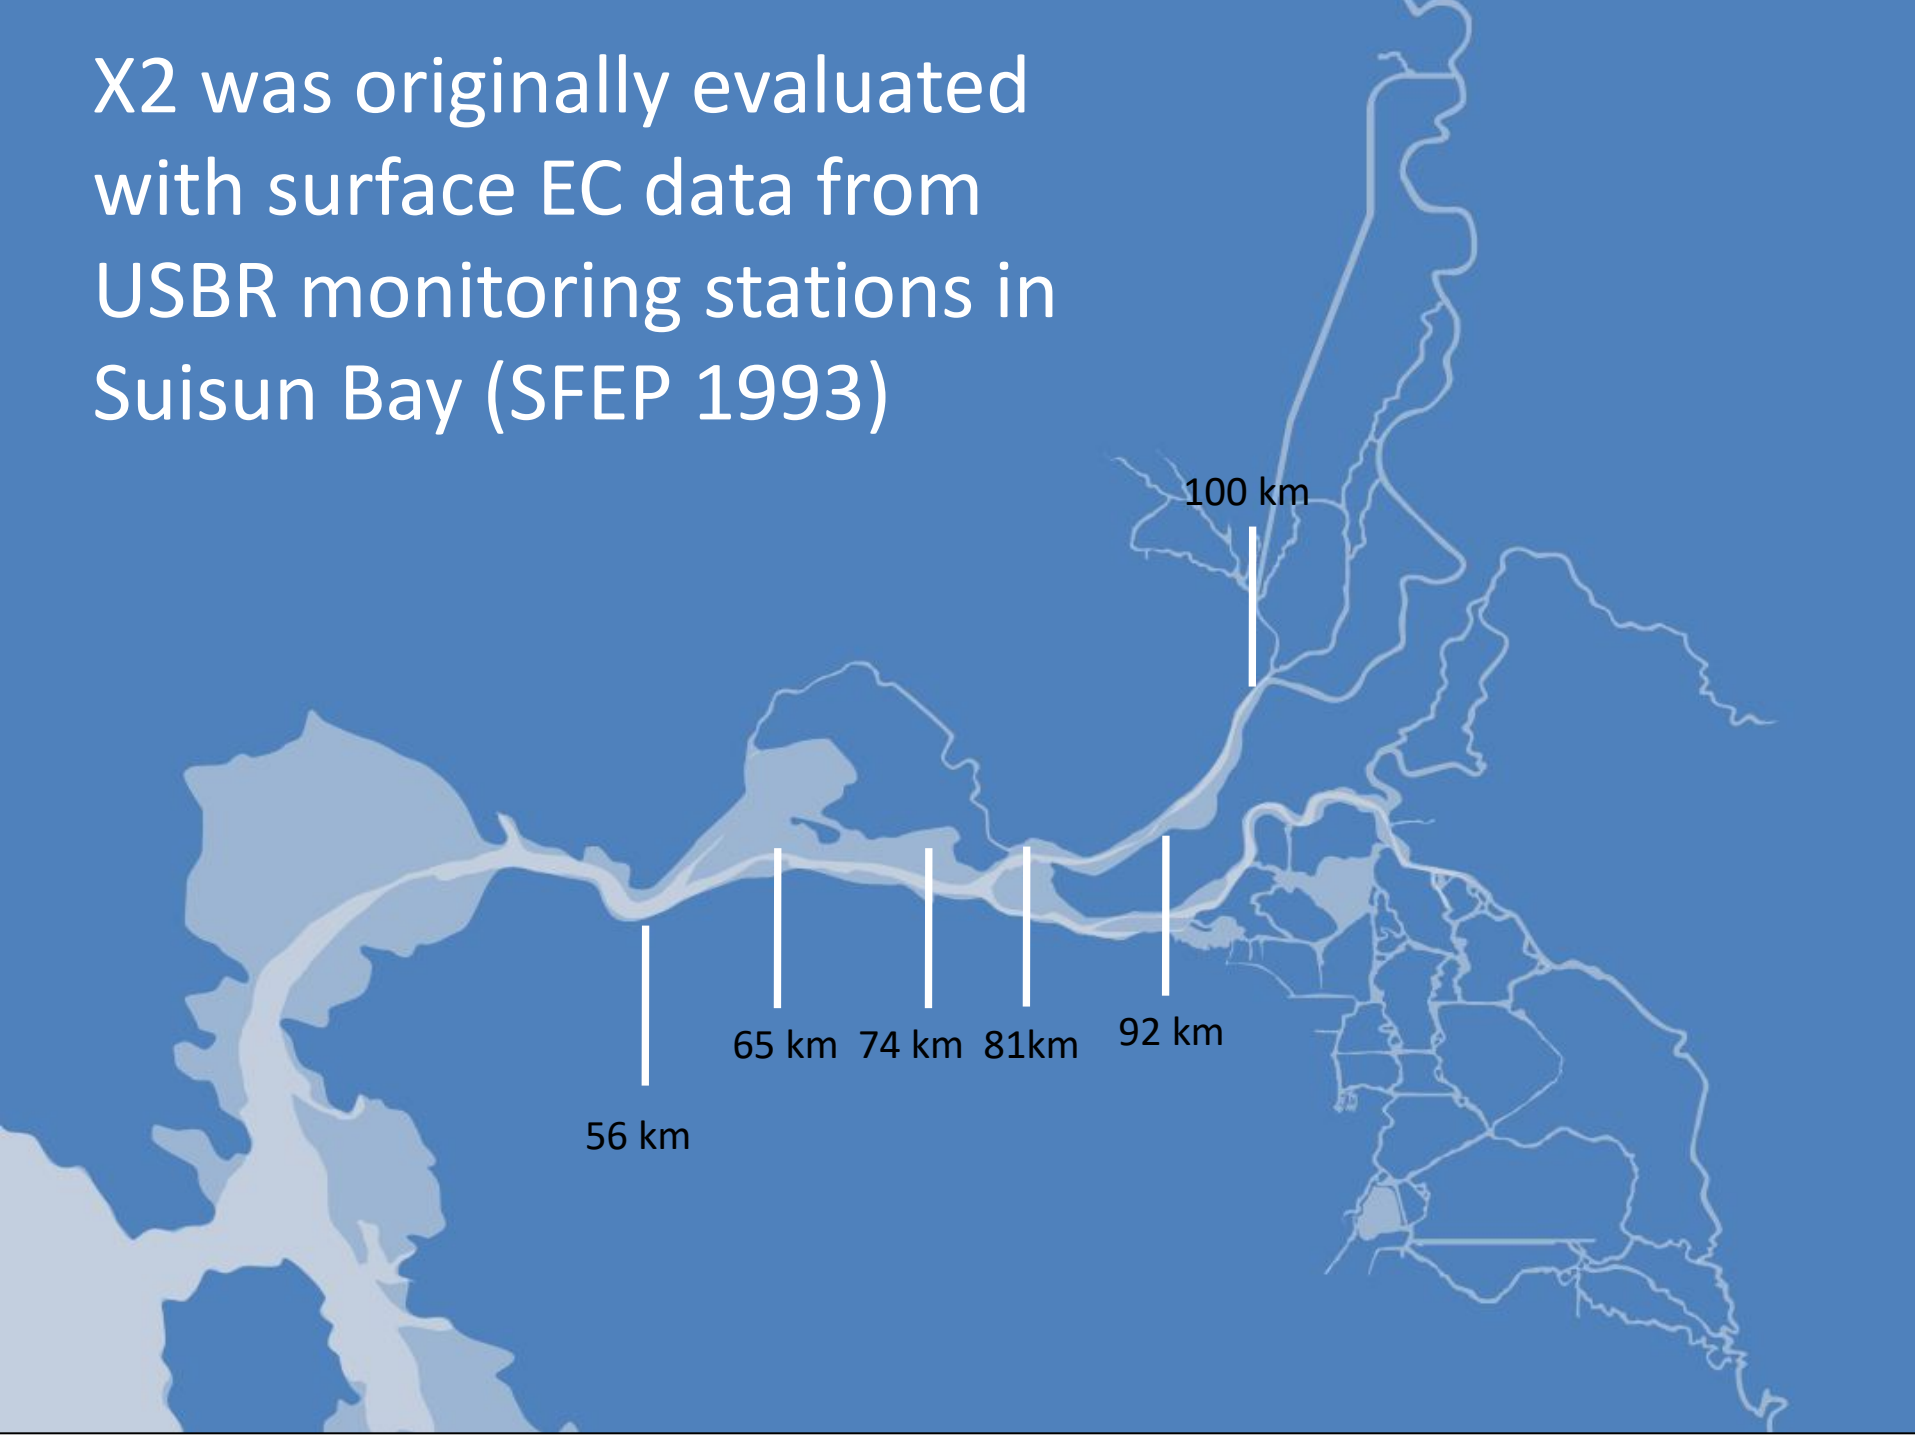 X2 was originally evaluated
with surface EC data from
USBR monitoring stations in
Suisun Bay (SFEP 1993)
100 km
65 km
74 km
81km
92 km
56 km